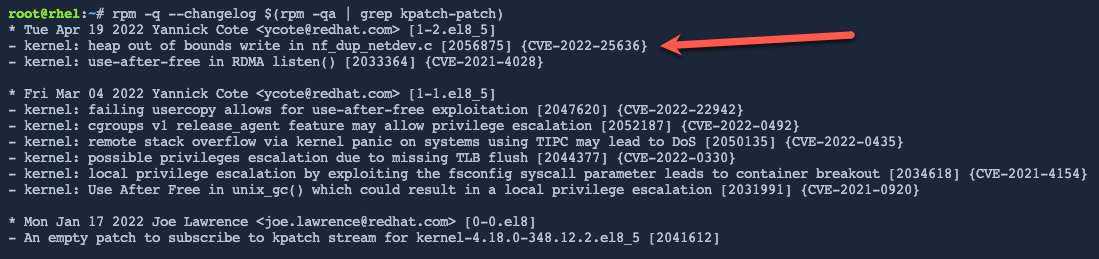 root@rhel:~# rpm -q --changelog $(rpm -qa | grep kpatch-patch)
* Tue Apr 19 2022 Yannick Cote <ycote@redhat.com> [1-2.el8_5]
- kernel: heap out of bounds write in nf_dup_netdev.c [2056875] {CVE-2022-25636}
- kernel: use-after-free in RDMA listen() [2033364] {CVE-2021-4028}

* Fri Mar 04 2022 Yannick Cote <ycote@redhat.com> [1-1.el8_5]
- kernel: failing usercopy allows for use-after-free exploitation [2047620] {CVE-2022-22942}
- kernel: cgroups v1 release_agent feature may allow privilege escalation [2052187] {CVE-2022-0492}
- kernel: remote stack overflow via kernel panic on systems using TIPC may lead to DoS [2050135] {CVE-2022-0435}
- kernel: possible privileges escalation due to missing TLB flush [2044377] {CVE-2022-0330}
- kernel: local privilege escalation by exploiting the fsconfig syscall parameter leads to container breakout [2034618] {CVE-2021-4154}
- kernel: Use After Free in unix_gc() which could result in a local privilege escalation [2031991] {CVE-2021-0920}

* Mon Jan 17 2022 Joe Lawrence <joe.lawrence@redhat.com> [0-0.el8]
- An empty patch to subscribe to kpatch stream for kernel-4.18.0-348.12.2.el8_5 [2041612]